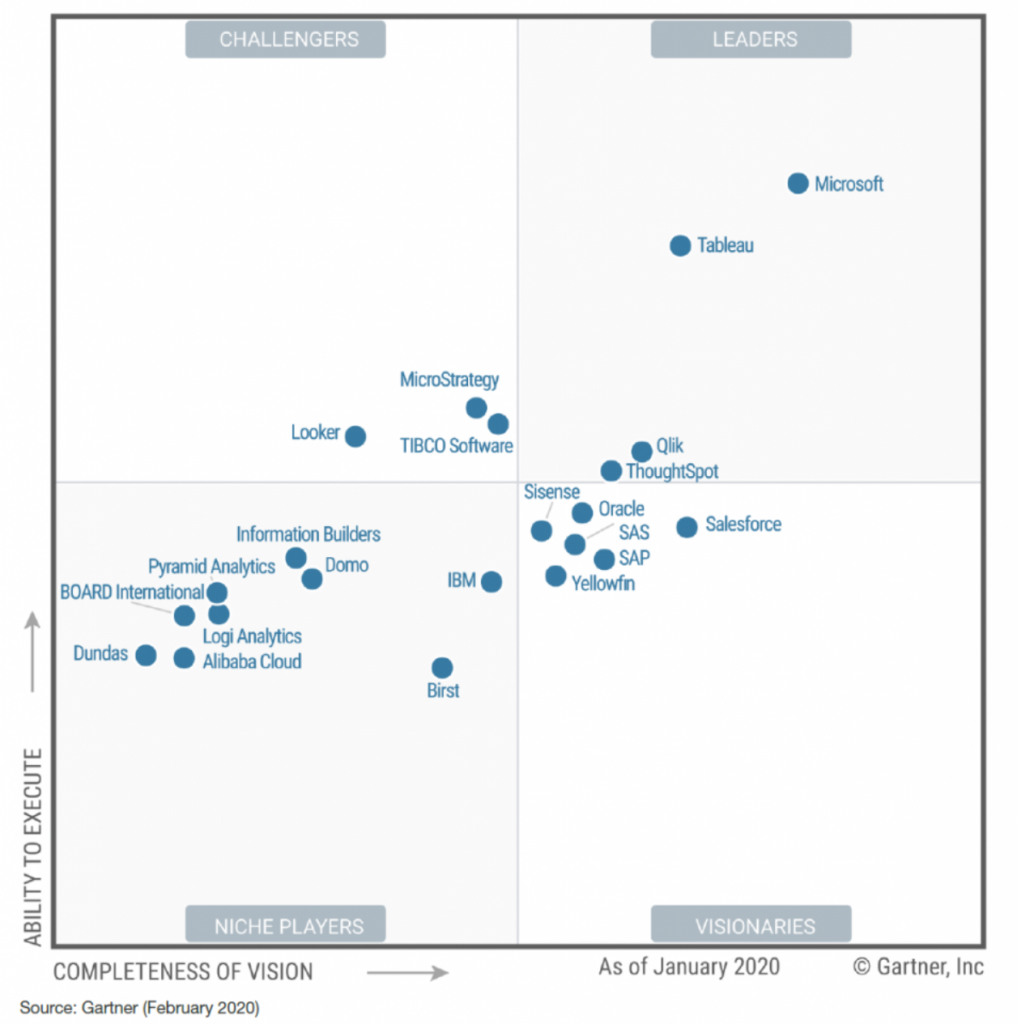 CHALLENGERS
LEADERS
Microsoft
Tableau
MicroStrategy
Looker
TIBCO Software
Qlik
ThoughtSpot
Sisense
Oracle
Salesforce
SAS
Information Builders
SAP
Domo
Pyramid Analytics
IBM
Yellowfin
BOARD International
Logi Analytics
Dundas
Alibaba Cloud
Birst
ABILITY TO EXECUTE
NICHE PLAYERS
VISIONARIES
COMPLETENESS OF VISION
As of January 2020
© Gartner, Inc
Source: Gartner (February 2020)